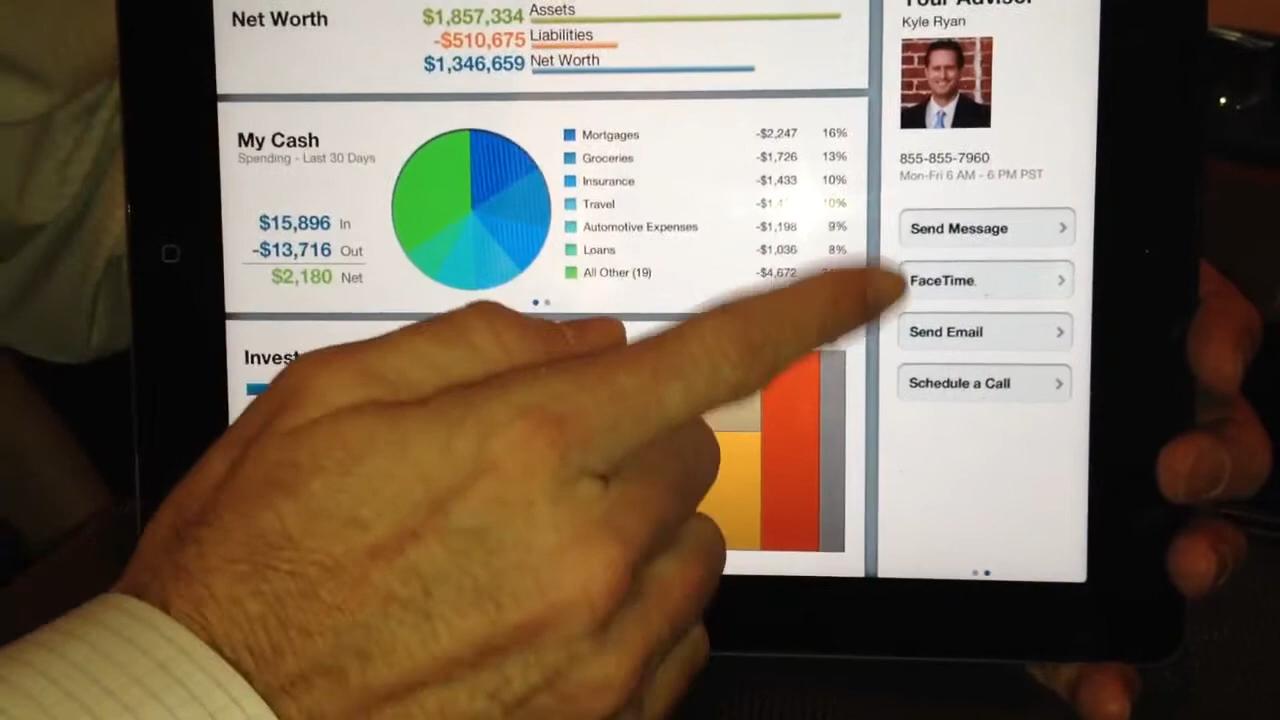 Net Worth
$1,857,334 Assets
-$510,675 Liabilities
$1,346,659 Net Worth
My Cash
Spending - Last 30 Days
$15,896 In
-$13,716 Out
$2,180 Net
Mortgages -$2,247 16%
Groceries -$1,726 13%
Insurance -$1,433 10%
Travel
Automotive Expenses -$1,198 9%
Loans -$1,036 8%
All Other (19) -$4,672
Your Advisor
Kyle Ryan
855-855-7960
Mon-Fri 6 AM - 6 PM PST
Send Message
FaceTime
Send Email
Schedule a Call